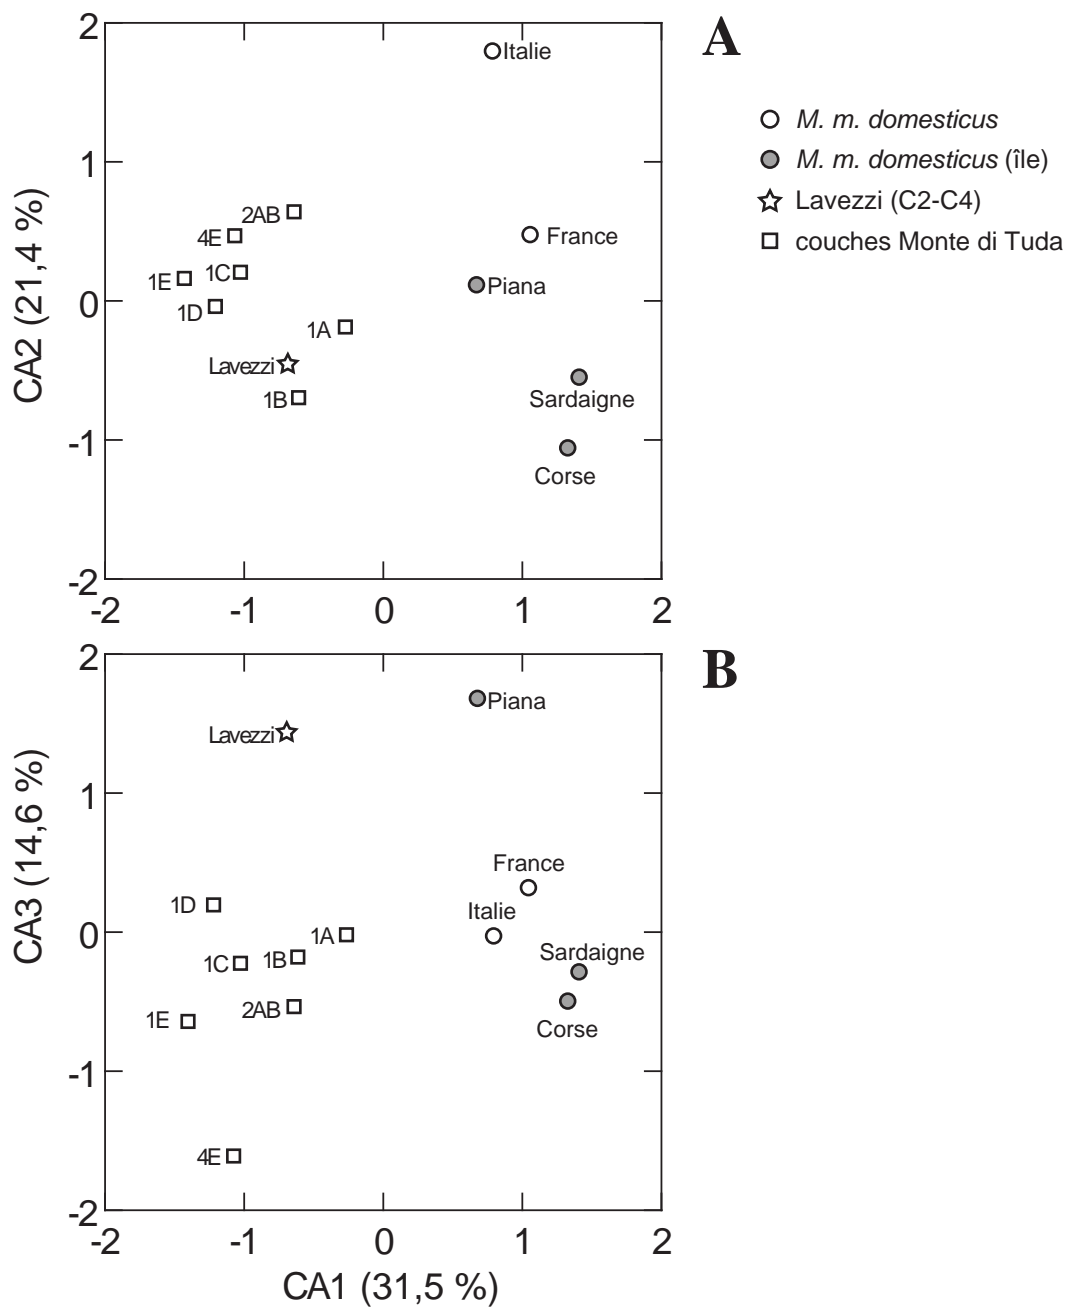 A
M. m. domesticus
M. m. domesticus (île)
Lavezzi (C2-C4)
couches Monte di Tuda
CA2 (21,4 %)
2
1
0
-1
-2
-2
-1
0
1
2
Italie
2AB
4E
France
1E
1C
Piana
1D
1A
Lavezzi
1B
Sardaigne
Corse
B
CA3 (14,6 %)
2
1
0
-1
-2
-2
-1
0
1
2
Piana
Lavezzi
France
1D
Italie
1A
1C
1B
Sardaigne
1E
2AB
Corse
4E
CA1 (31,5 %)